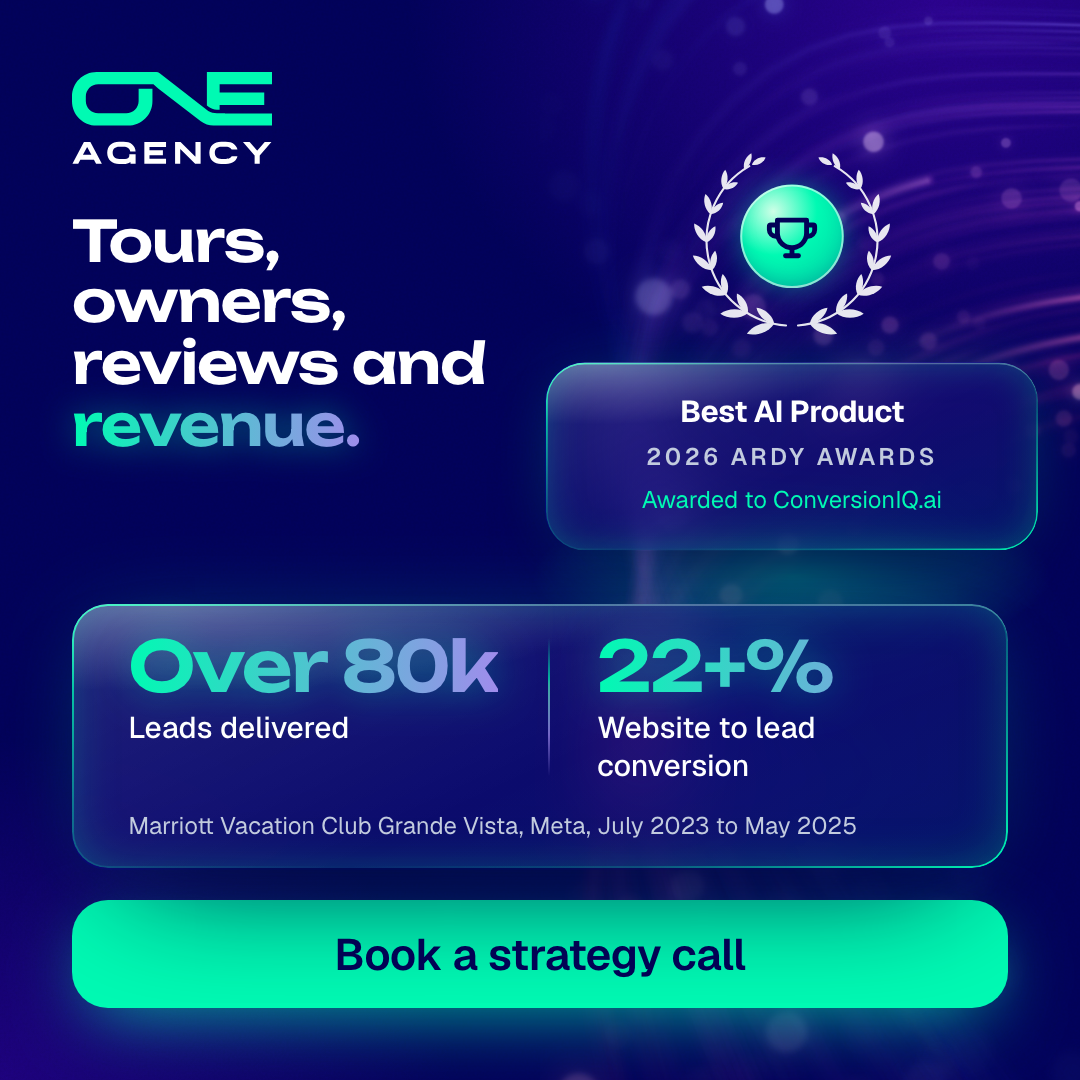 ONE
AGENCY
Tours,
owners,
reviews and
revenue.
Best AI Product
2026 ARDY AWARDS
Awarded to ConversionIQ.ai
Over 80k
Leads delivered
22+%
Website to lead
conversion
Marriott Vacation Club Grande Vista, Meta, July 2023 to May 2025
Book a strategy call